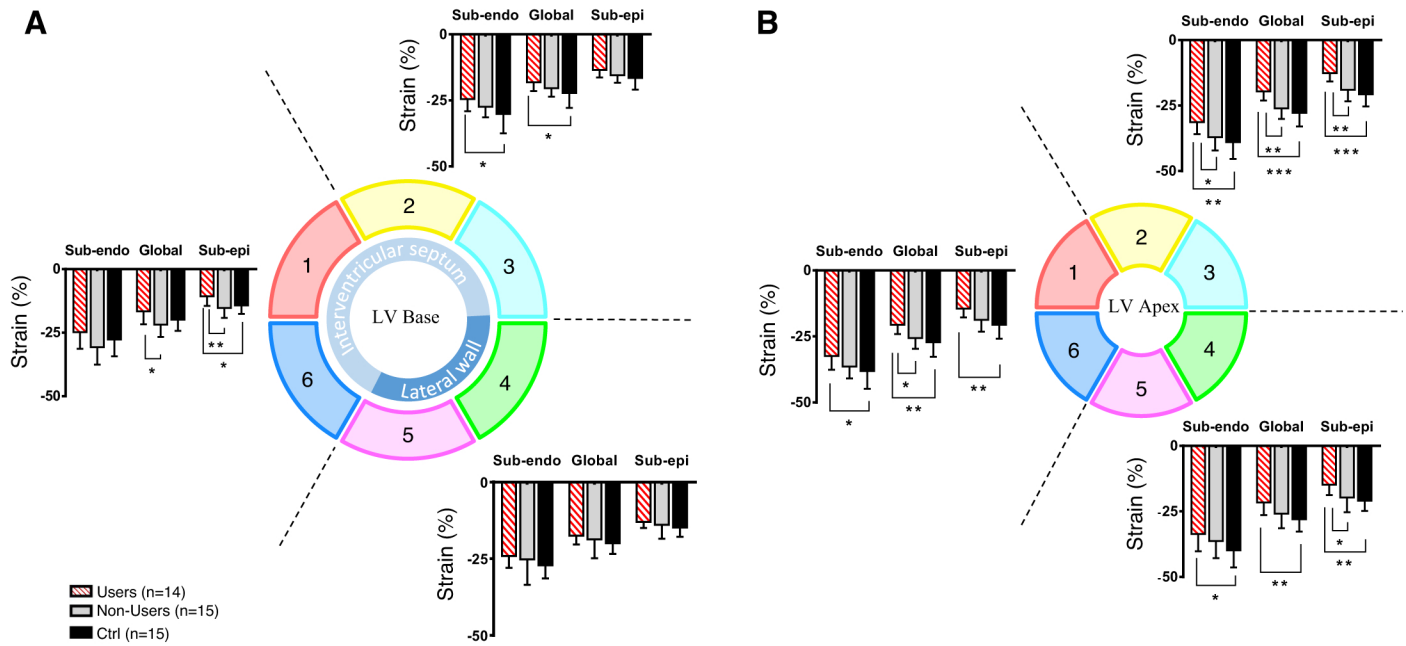 A
Sub-endo Global Sub-epi
Strain (%)
0
-25
-50
*
*
Sub-endo Global Sub-epi
Strain (%)
0
-25
-50
*
**
*
1
2
3
4
5
6
Interventricular septum
Lateral wall
LV Base
Sub-endo Global Sub-epi
Strain (%)
0
-25
-50
Users (n=14)
Non-Users (n=15)
Ctrl (n=15)
B
Sub-endo Global Sub-epi
Strain (%)
0
-25
-50
*
**
**
***
**
***
Sub-endo Global Sub-epi
Strain (%)
0
-25
-50
*
*
**
**
1
2
3
4
5
6
LV Apex
Sub-endo Global Sub-epi
Strain (%)
0
-25
-50
*
**
*
**